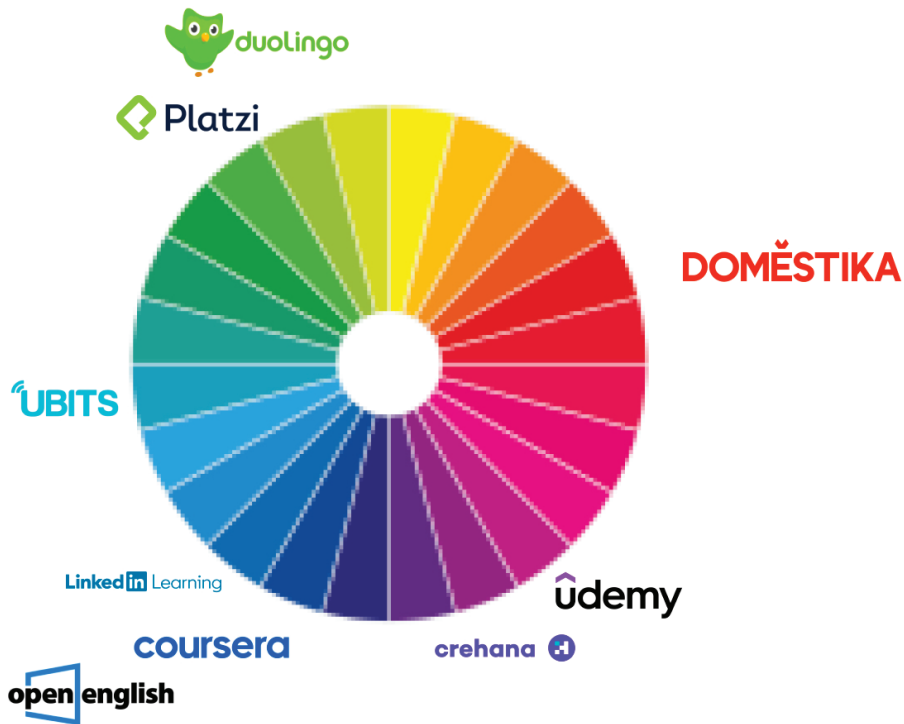 duolingo
Platzi
DOMĚSTIKA
UBITS
Linked in Learning
ûdemy
coursera
crehana
open english